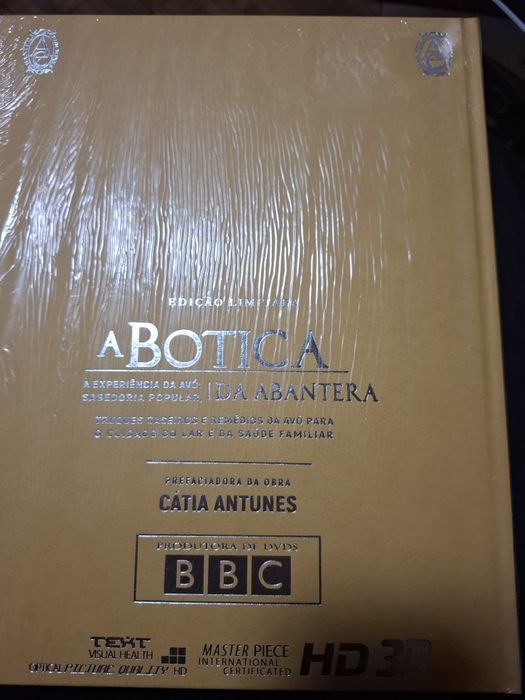 EDIÇÃO LIMITADA
A BOTICA
A EXPERIÊNCIA DA AVÓ:
SABEDORIA POPULAR,
DA ABANTERA
TRUQUES CASEIROS E REMÉDIOS DA AVÓ PARA
O CUIDADO DO LAR E DA SAÚDE FAMILIAR
PREFACIADORA DA OBRA
CÁTIA ANTUNES
PRODUTORA DE DVDS
BBC
TEXT
VISUAL HEALTH
OPTICAL PICTURE QUALITY HD
MASTER PIECE
INTERNATIONAL
CERTIFICATED
HD 3D